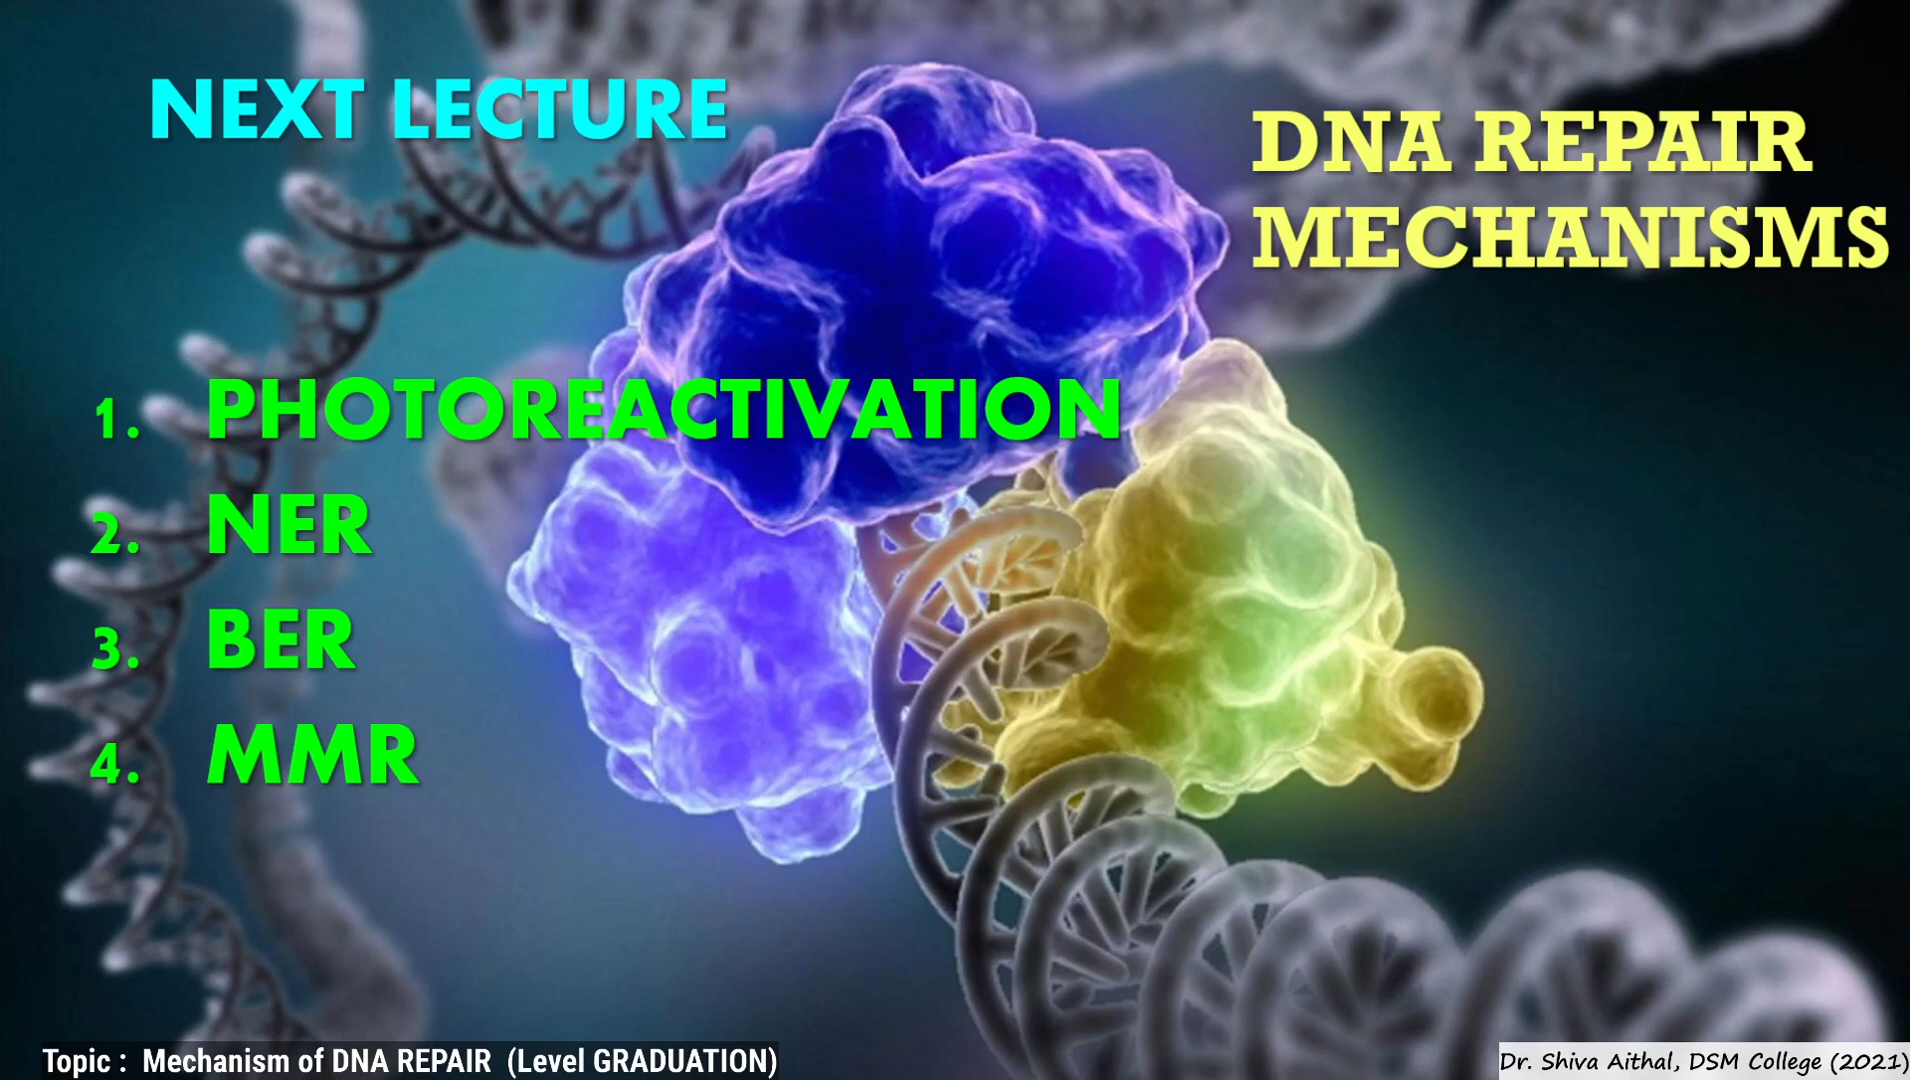 NEXT LECTURE
DNA REPAIR
MECHANISMS
1. PHOTOREACTIVATION
2. NER
3. BER
4. MMR
Topic : Mechanism of DNA REPAIR (Level GRADUATION)
Dr. Shiva Aithal, DSM College (2021)